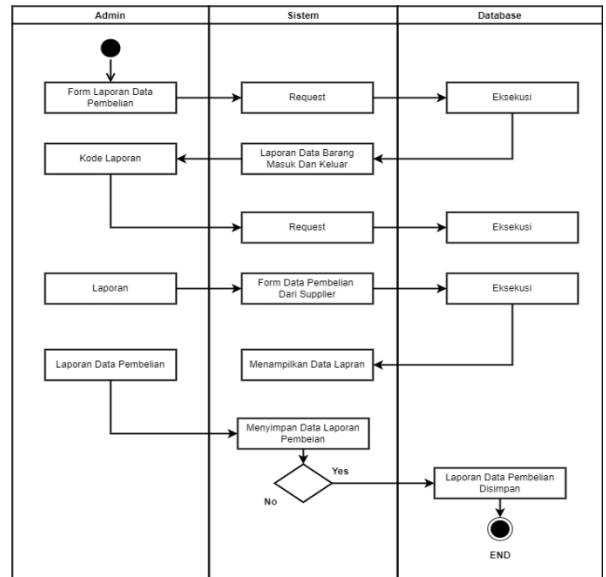 Admin
Sistem
Database
Form Laporan Data
Pembelian
Request
Eksekusi
Kode Laporan
Laporan Data Barang
Masuk Dan Keluar
Request
Eksekusi
Laporan
Form Data Pembelian
Dari Supplier
Eksekusi
Laporan Data Pembelian
Menampilkan Data Lapran
Menyimpan Data Laporan
Pembeian
Yes
No
Laporan Data Pembelian
Disimpan
END